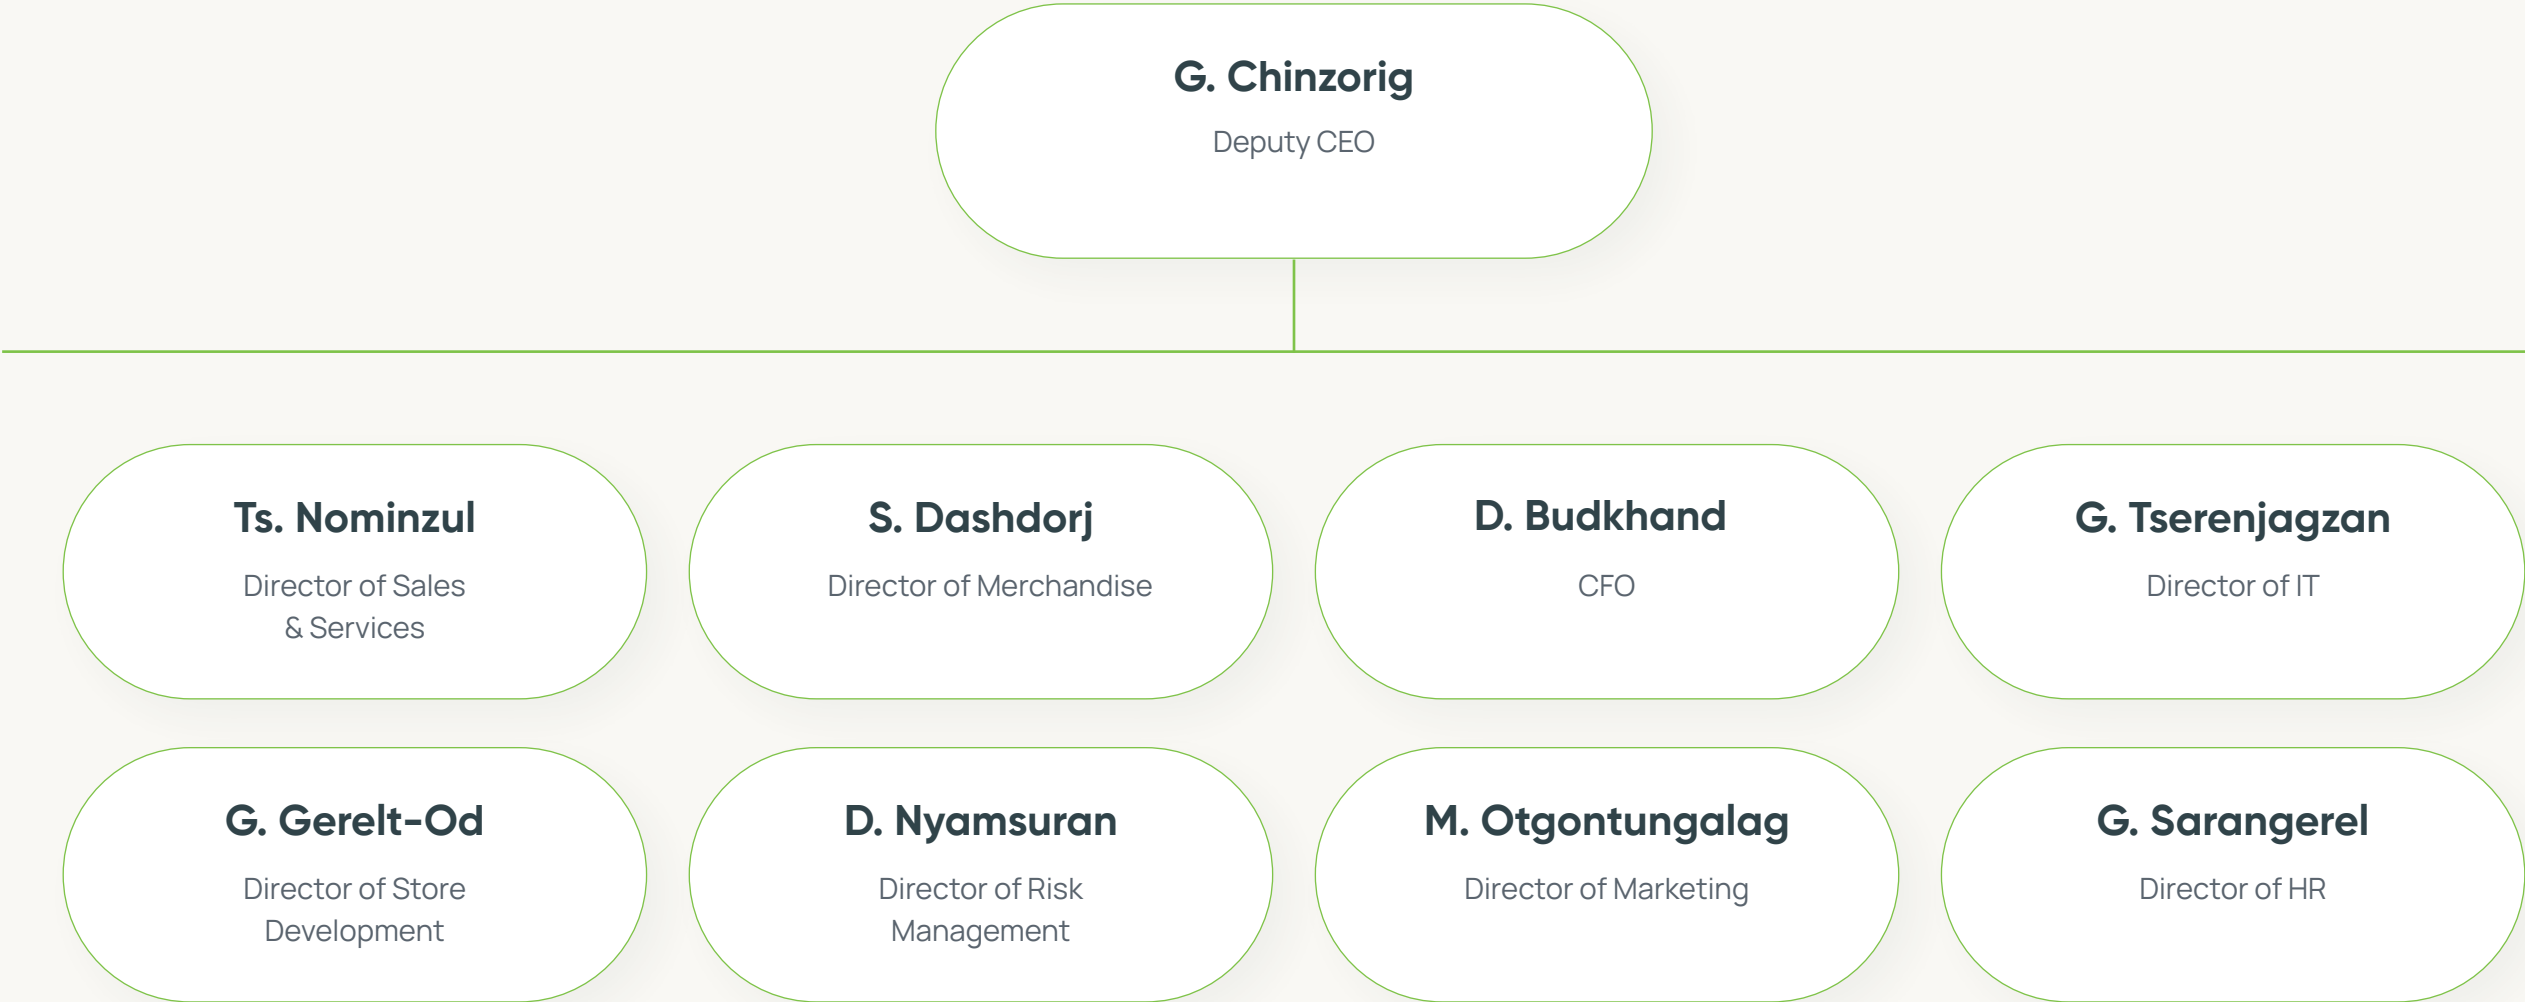 G. Chinzorig
Deputy CEO
Ts. Nominzul
Director of Sales
& Services
S. Dashdorj
Director of Merchandise
D. Budkhand
CFO
G. Tserenjagzan
Director of IT
G. Gerelt-Od
Director of Store
Development
D. Nyamsuran
Director of Risk
Management
M. Otgontungalag
Director of Marketing
G. Sarangerel
Director of HR